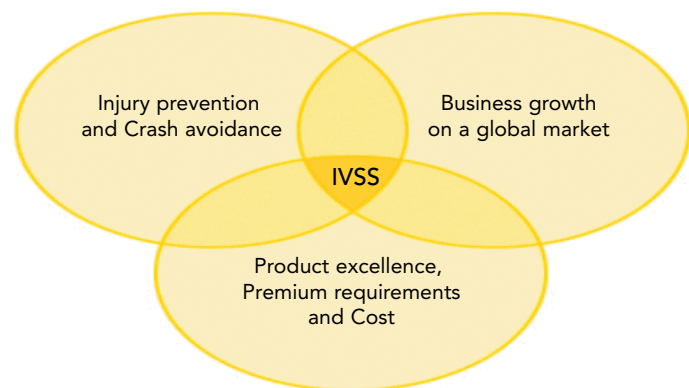 Injury prevention
and Crash avoidance
Business growth
on a global market
IVSS
Product excellence,
Premium requirements
and Cost